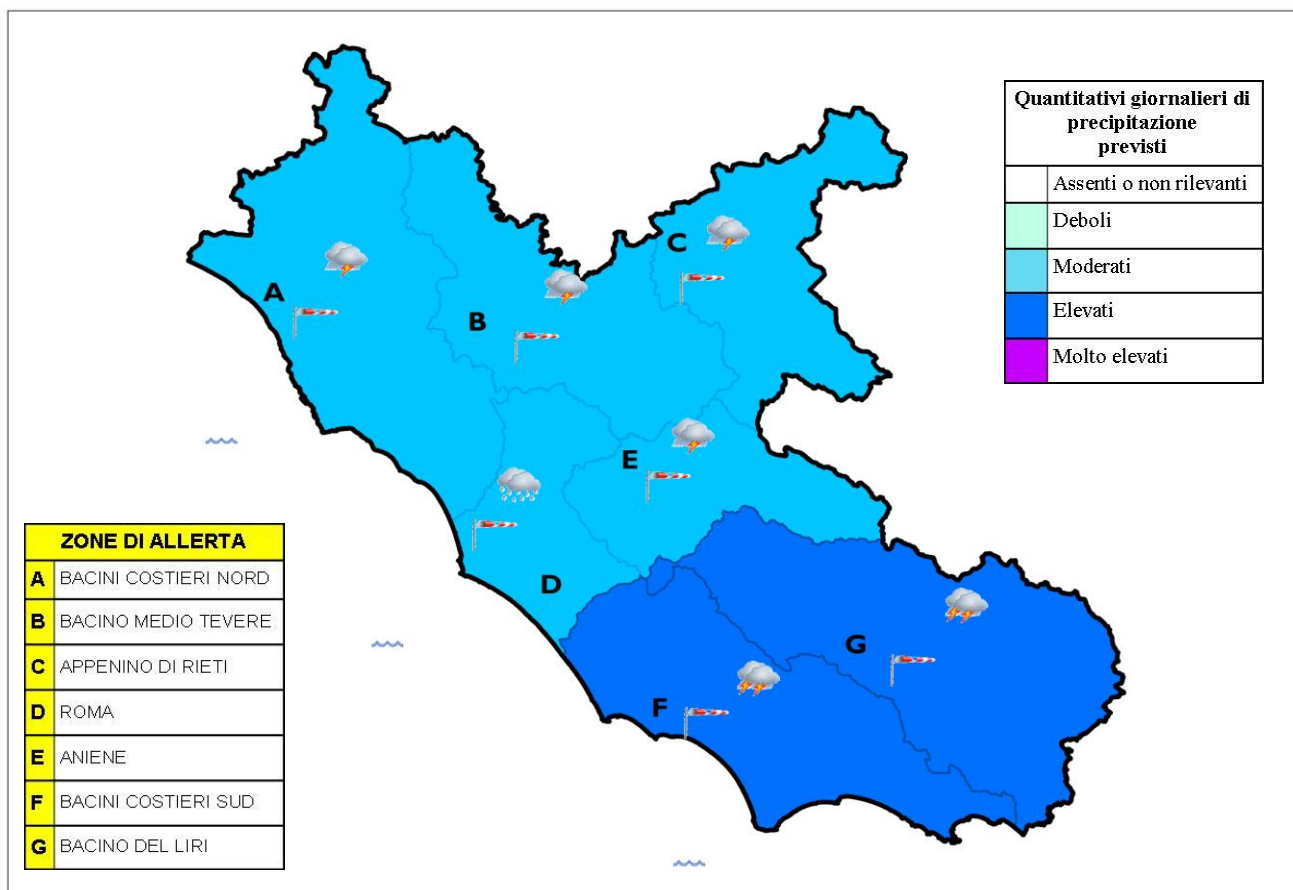 Quantitativi giornalieri di
precipitazione
previsti
Assenti o non rilevanti
Deboli
Moderati
Elevati
Molto elevati
C
A
B
E
D
G
F
ZONE DI ALLERTA
A BACINI COSTIERI NORD
B BACINO MEDIO TEVERE
C APPENINO DI RIETI
D ROMA
E ANIENE
F BACINI COSTIERI SUD
G BACINO DEL LIRI